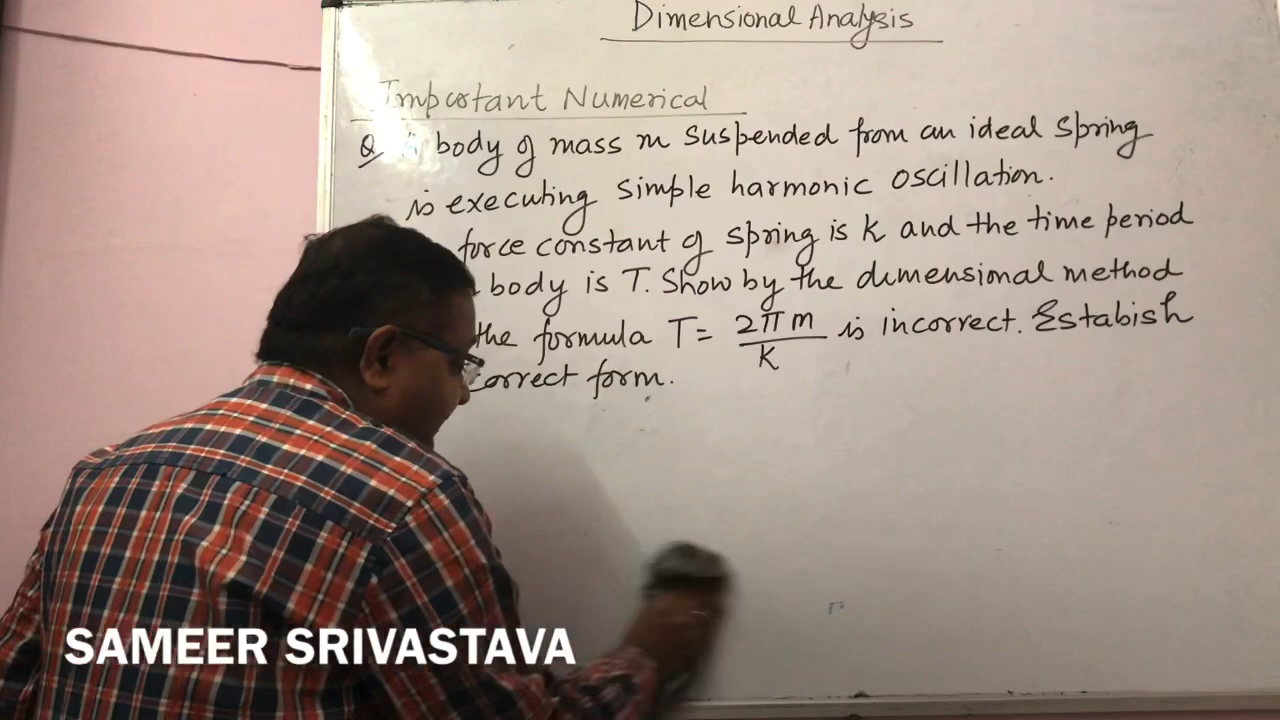 Dimensional Analysis
Important Numerical
Q body of mass m suspended from an ideal spring
is executing simple harmonic oscillation.
force constant of spring is k and the time period
body is T. Show by the dimensional method
the formula T = 2πm/K is incorrect. Estabish
correct form.
SAMEER SRIVASTAVA